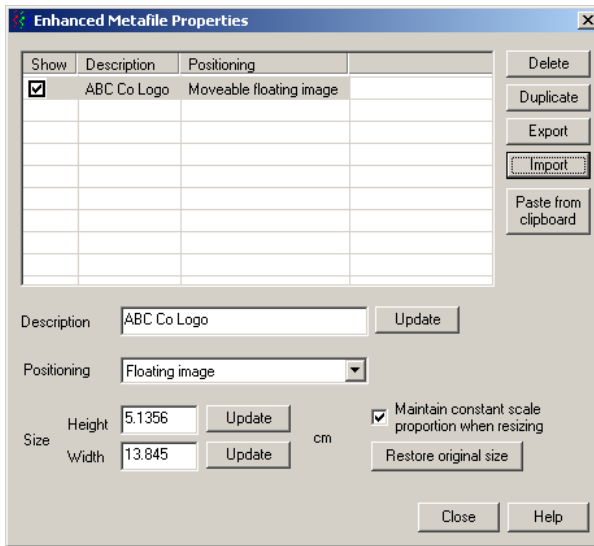 Enhanced Metafile Properties
Show Description Positioning
ABC Co Logo Moveable floating image
Delete
Duplicate
Export
Import
Paste from
clipboard
Description ABC Co Logo Update
Positioning Floating image
Size
Height 5.1356 Update
Width 13.845 Update
cm
Maintain constant scale
proportion when resizing
Restore original size
Close Help